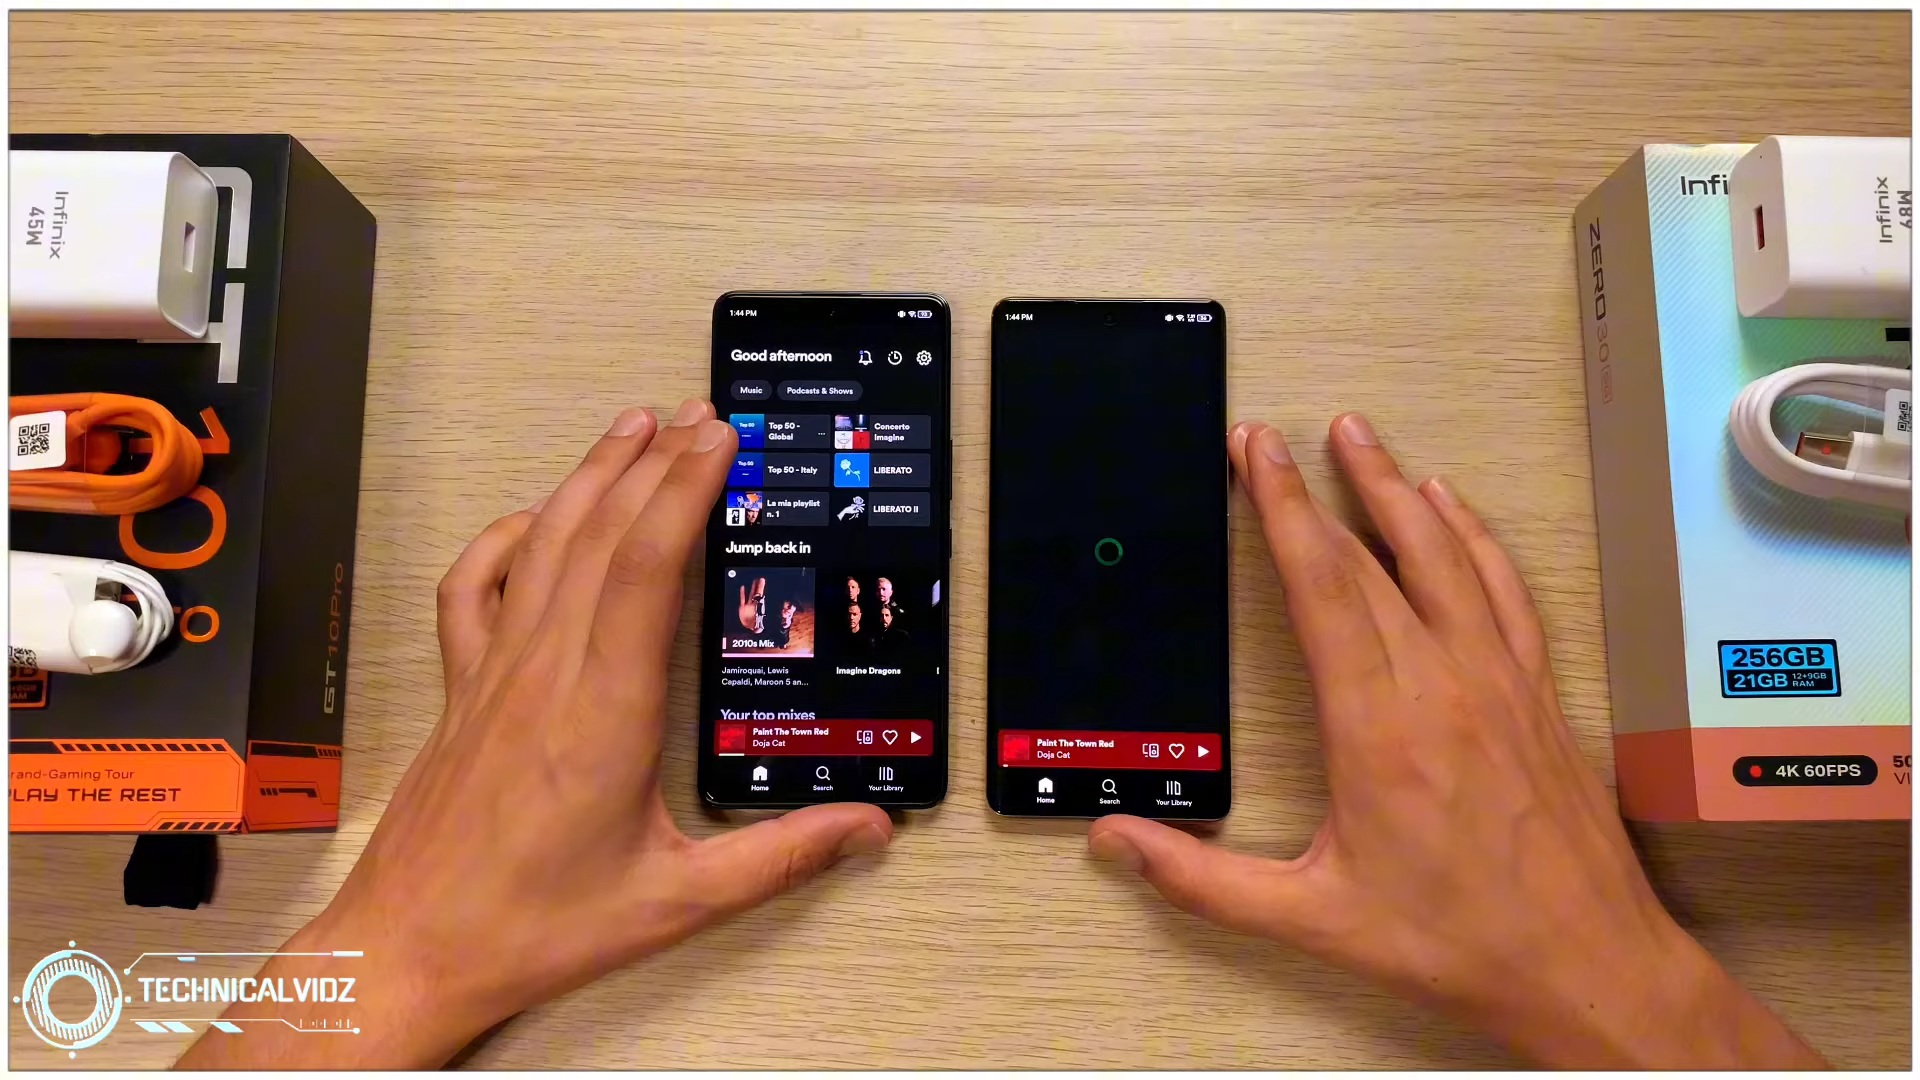 Infinix
45W
GT 10 Pro
rand-Gaming Tour
LAY THE REST
1:44 PM
Good afternoon
Music
Podcasts & Shows
Top 50 -
Global
Concerto
Imagine
Top 50 - Italy
LIBERATO
La mia playlist
n. 1
LIBERATO II
Jump back in
2010s Mix
Jamiroquai, Lewis
Capaldi, Maroon 5 an...
Imagine Dragons
Your top mixes
Paint The Town Red
Doja Cat
Home
Search
Your Library
1:44 PM
Paint The Town Red
Doja Cat
Home
Search
Your Library
Infi
Infinix
ZERO 30
256GB
21GB 12+9GB
RAM
4K 60FPS
TECHNICALVIDZ